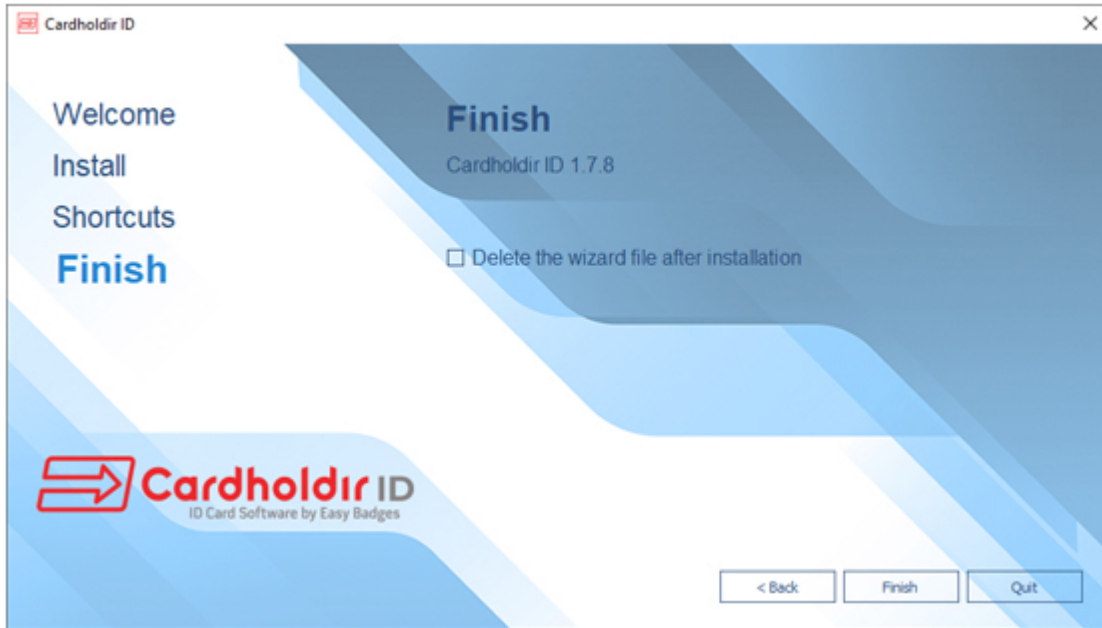 Cardholdir ID
Welcome
Install
Shortcuts
Finish
Finish
Cardholdir ID 1.7.8
Delete the wizard file after installation
Cardholdir ID
ID Card Software by Easy Badges
< Back
Finish
Quit